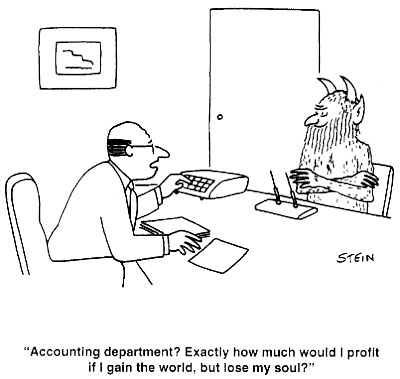 STEIN
“Accounting department? Exactly how much would I profit
if I gain the world, but lose my soul?”